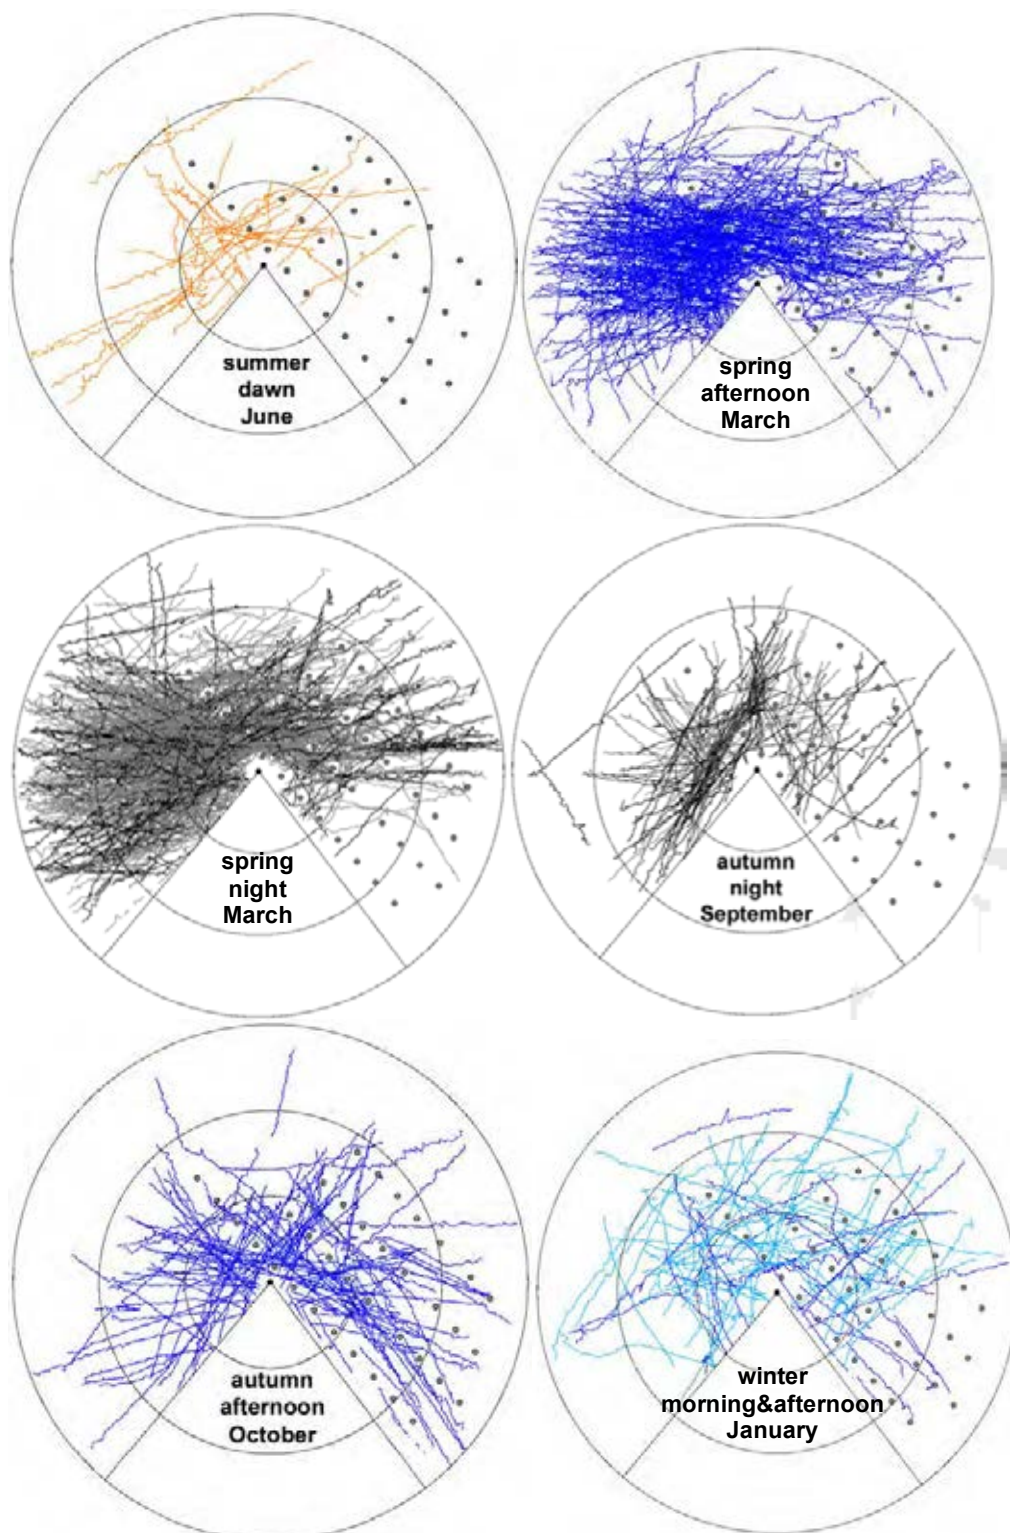 summer
dawn
June
spring
afternoon
March
spring
night
March
autumn
night
September
autumn
afternoon
October
winter
morning&afternoon
January